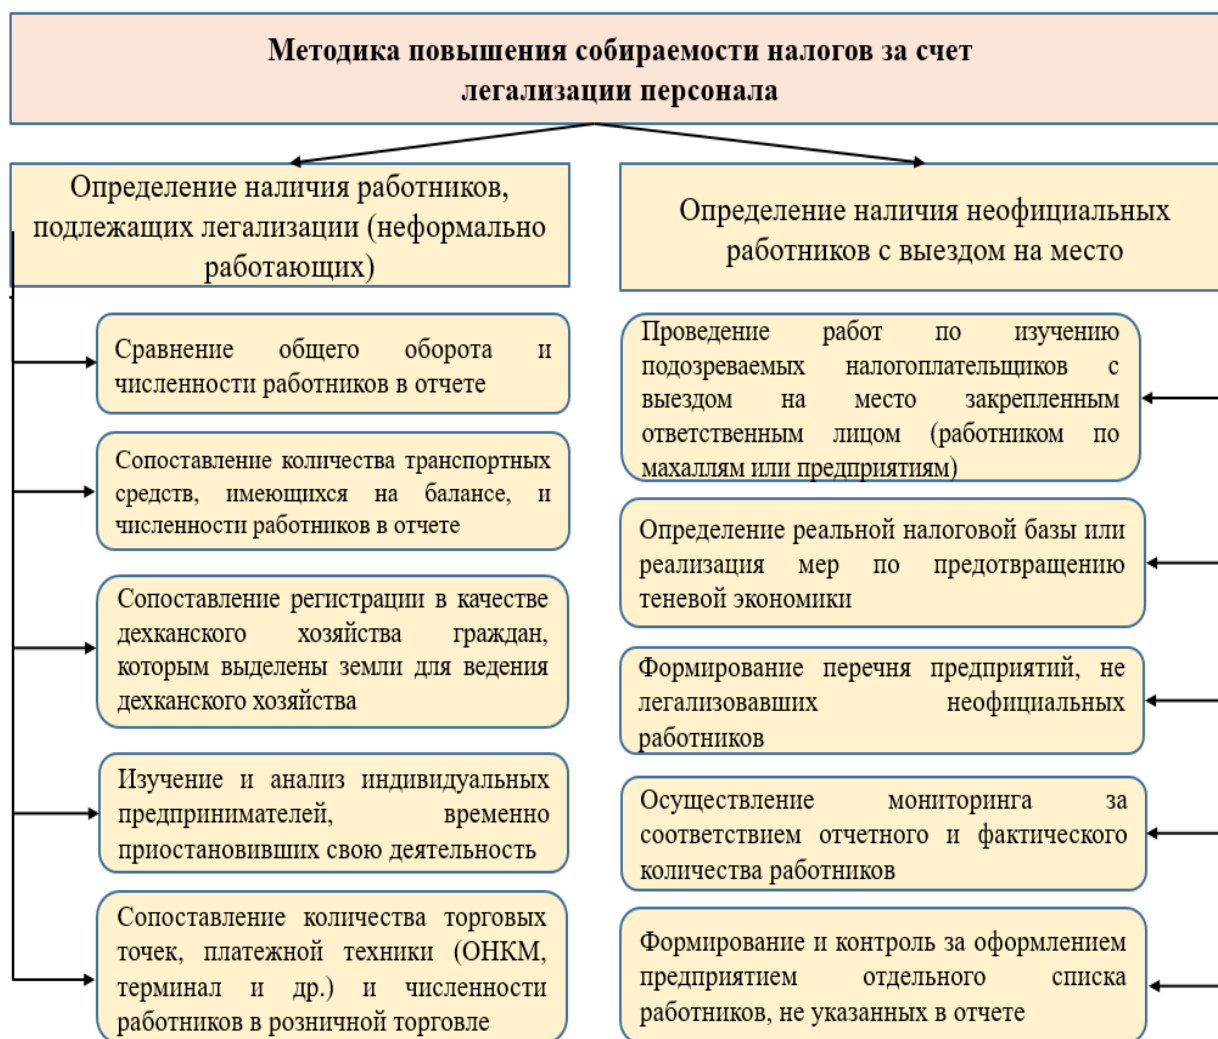 Методика повышения собираемости налогов за счет
легализации персонала
Определение наличия работников,
подлежащих легализации (неформально
работающих)
Сравнение общего оборота и
численности работников в отчете
Сопоставление количества транспортных
средств, имеющихся на балансе, и
численности работников в отчете
Сопоставление регистрации в качестве
дехканского хозяйства граждан,
которым выделены земли для ведения
дехканского хозяйства
Изучение и анализ индивидуальных
предпринимателей, временно
приостановивших свою деятельность
Сопоставление количества торговых
точек, платежной техники (ОНКМ,
терминал и др.) и численности
работников в розничной торговле
Определение наличия неофициальных
работников с выездом на место
Проведение работ по изучению
подозреваемых налогоплательщиков с
выездом на место закрепленным
ответственным лицом (работником по
махаллям или предприятиям)
Определение реальной налоговой базы или
реализация мер по предотвращению
теневой экономики
Формирование перечня предприятий, не
легализовавших неофициальных
работников
Осуществление мониторинга за
соответствием отчетного и фактического
количества работников
Формирование и контроль за оформлением
предприятием отдельного списка
работников, не указанных в отчете